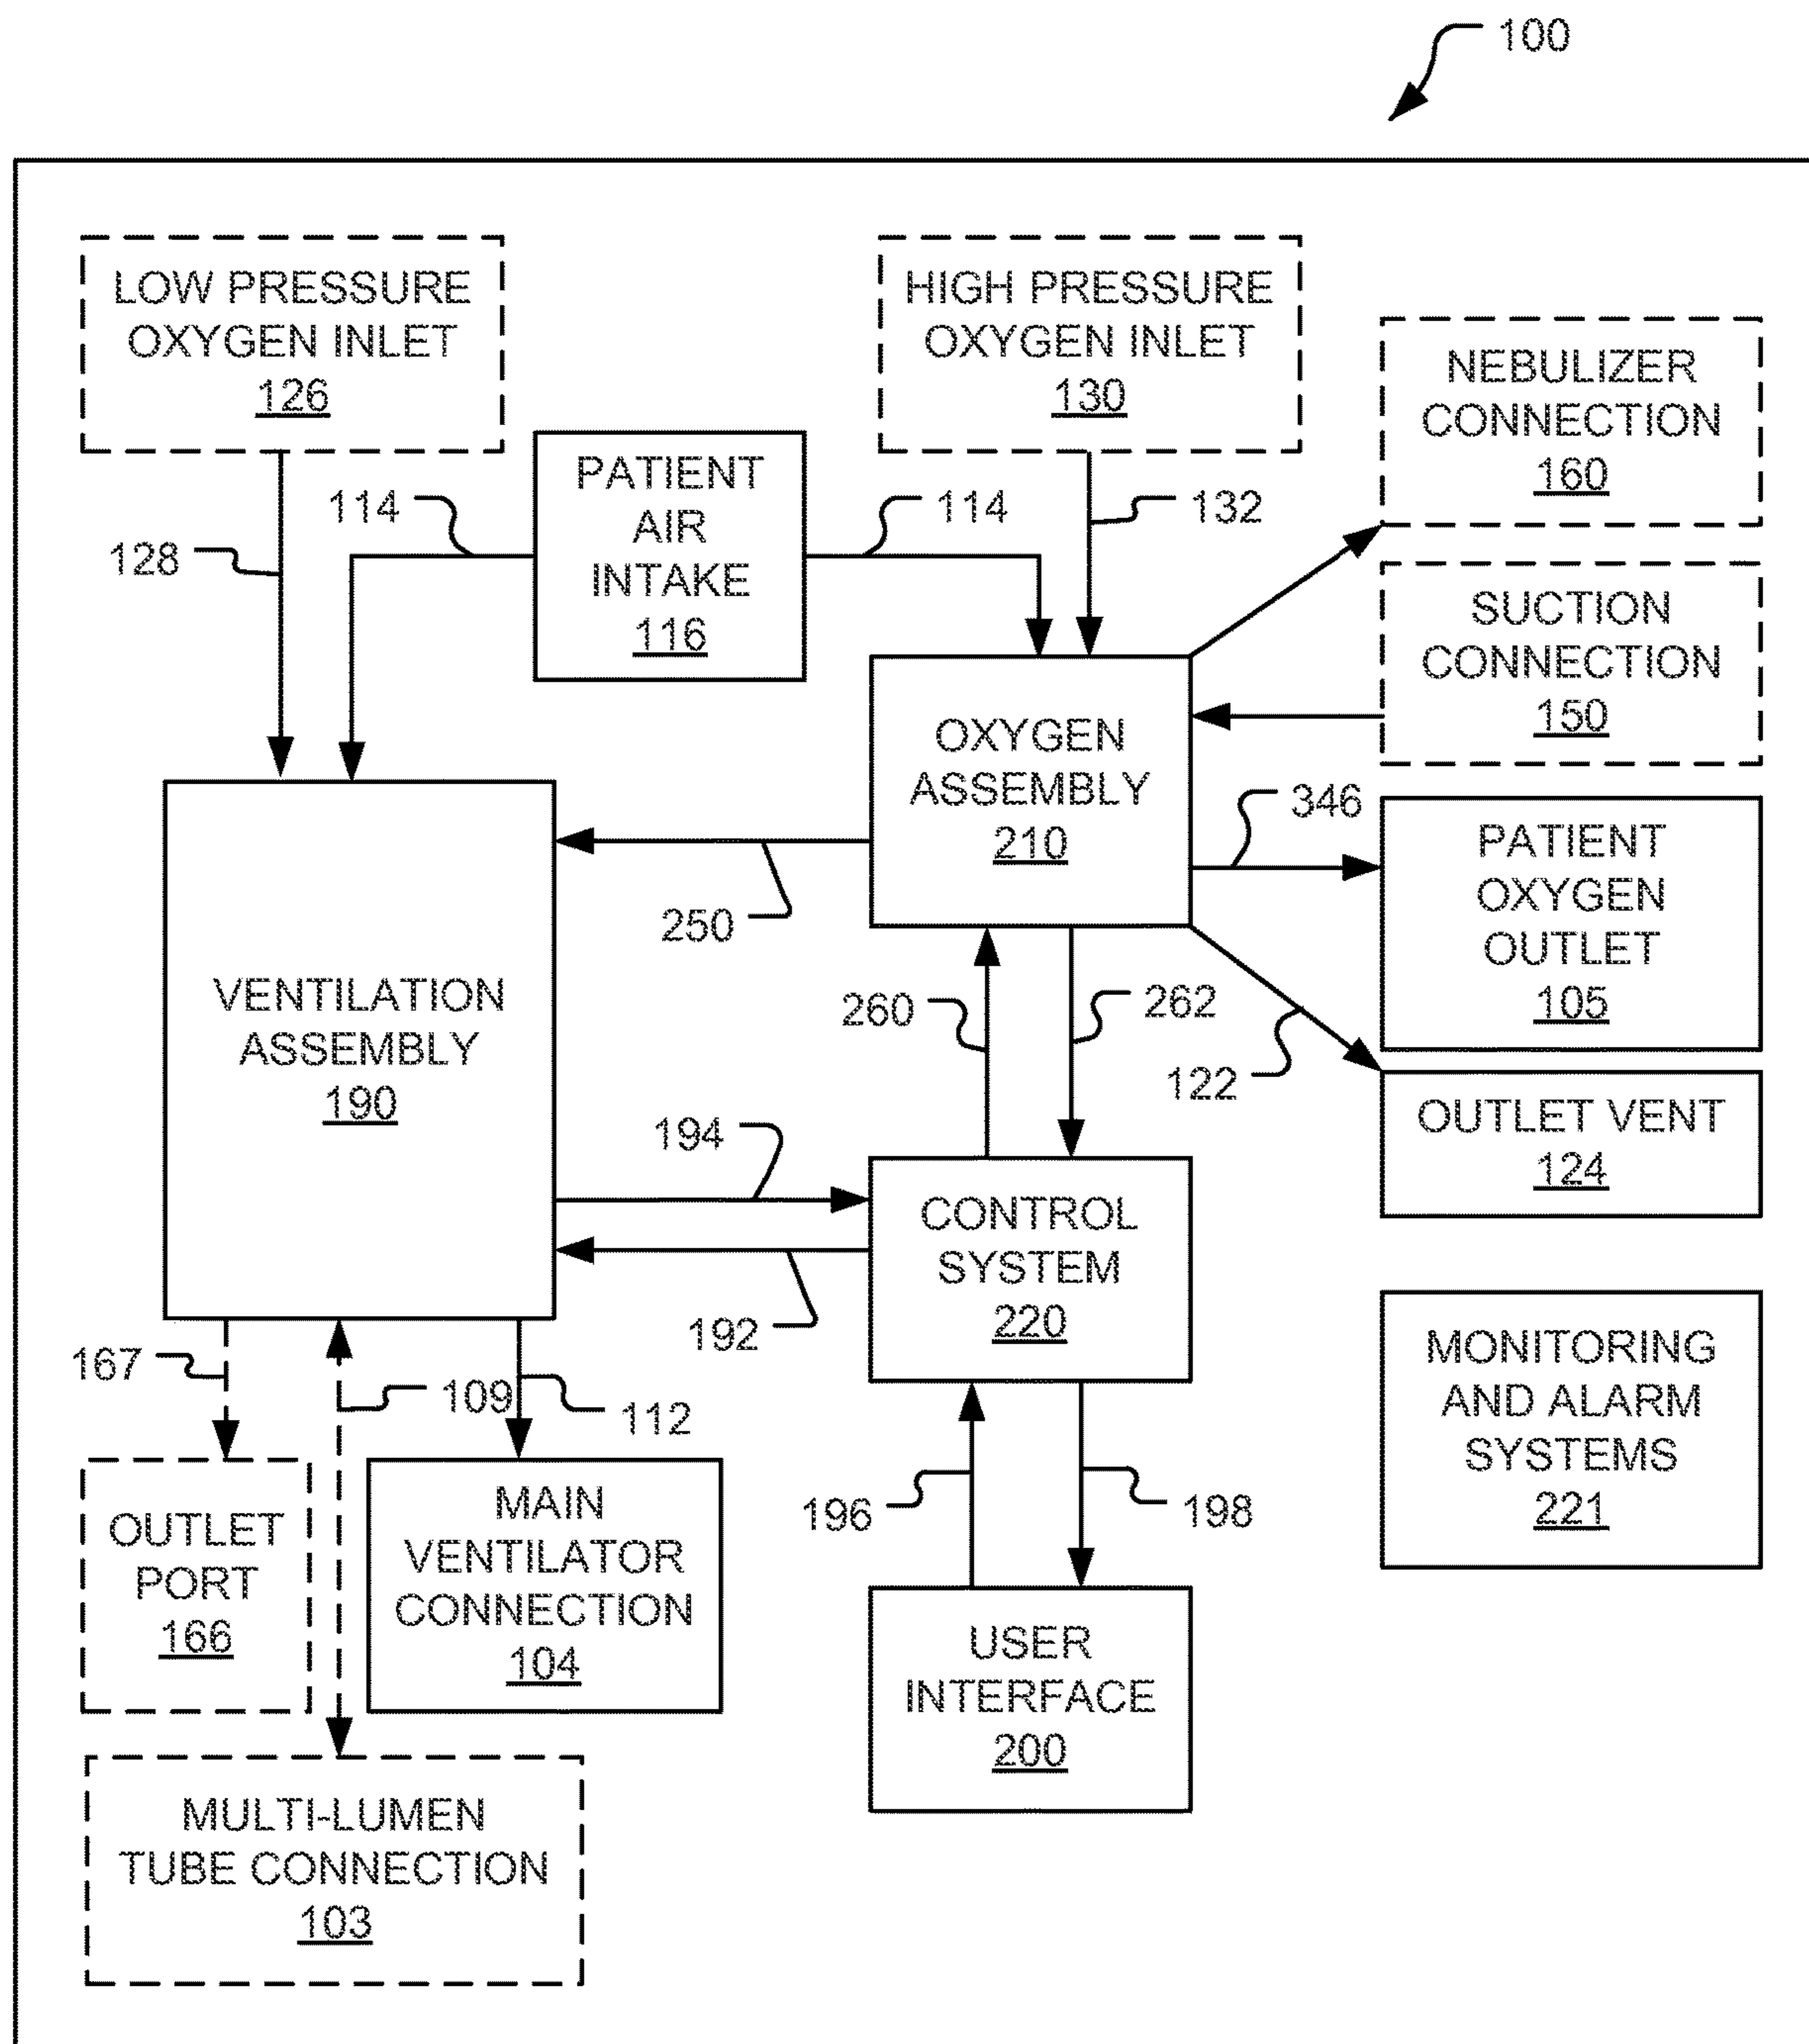 100
LOW PRESSURE
OXYGEN INLET
126
HIGH PRESSURE
OXYGEN INLET
130
NEBULIZER
CONNECTION
160
PATIENT
AIR
INTAKE
116
114
114
132
128
SUCTION
CONNECTION
150
OXYGEN
ASSEMBLY
210
346
PATIENT
OXYGEN
OUTLET
105
250
VENTILATION
ASSEMBLY
190
260
262
122
OUTLET VENT
124
194
CONTROL
SYSTEM
220
192
MONITORING
AND ALARM
SYSTEMS
221
167
109
112
196
198
OUTLET
PORT
166
MAIN
VENTILATOR
CONNECTION
104
USER
INTERFACE
200
MULTI-LUMEN
TUBE CONNECTION
103